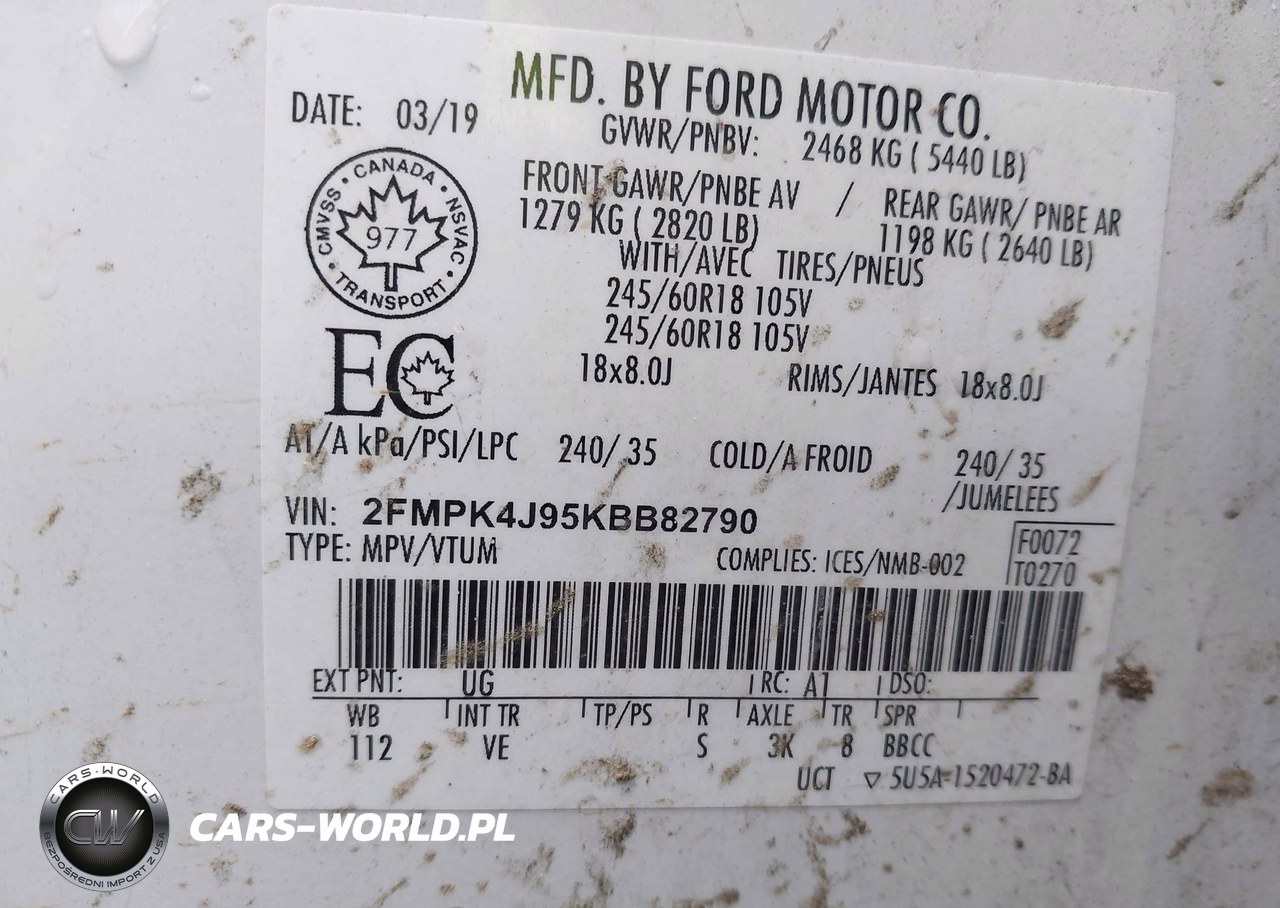 MFD. BY FORD MOTOR CO.
DATE: 03/19
GVWR/PNBV: 2468 KG ( 5440 LB)
FRONT GAWR/PNBE AV / REAR GAWR/ PNBE AR
1279 KG ( 2820 LB) 1198 KG ( 2640 LB)
WITH/AVEC TIRES/PNEUS
245/60R18 105V
245/60R18 105V
18x8.0J RIMS/JANTES 18x8.0J
CANADA · NSVAC · TRANSPORT · CMVSS ·
977
EC
AT/A kPa/PSI/LPC 240/ 35 COLD/A FROID 240/ 35
/JUMELEES
VIN: 2FMPK4J95KBB82790
TYPE: MPV/VTUM COMPLIES: ICES/NMB-002
F0072
T0270
EXT PNT: UG RC: A1 DSO:
WB INT TR TP/PS R AXLE TR SPR
112 VE S 3K 8 BBCC
UCT ▽ 5U5A-1520472-BA
CARS-WORLD
CW
BEZPOŚREDNI IMPORT Z USA
CARS-WORLD.PL